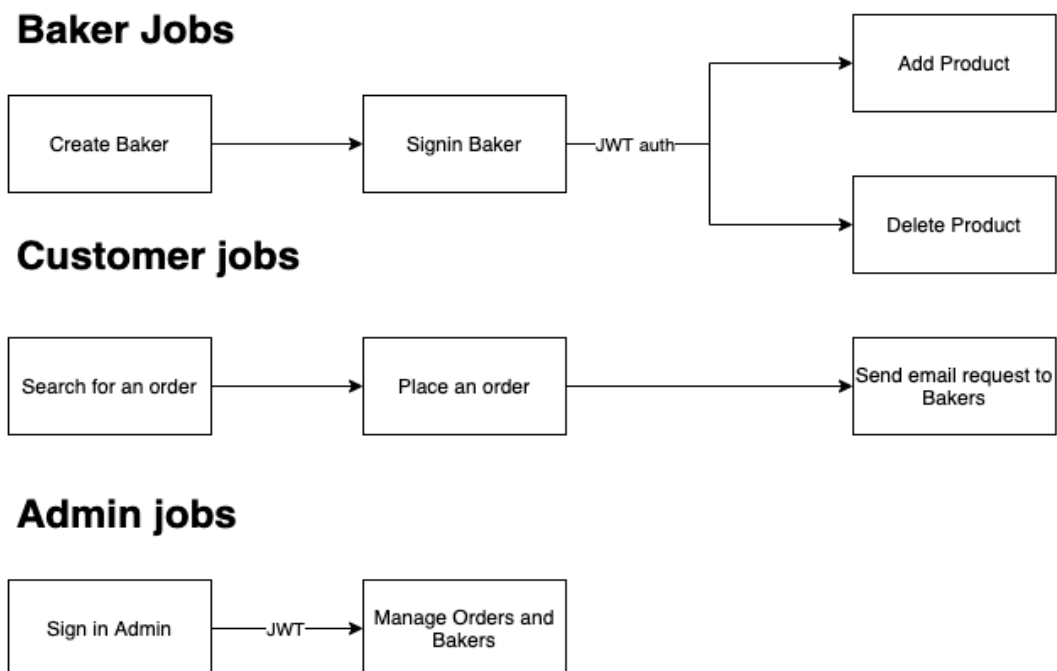 Baker Jobs
Create Baker
Signin Baker
JWT auth
Add Product
Delete Product
Customer jobs
Search for an order
Place an order
Send email request to
Bakers
Admin jobs
Sign in Admin
JWT
Manage Orders and
Bakers